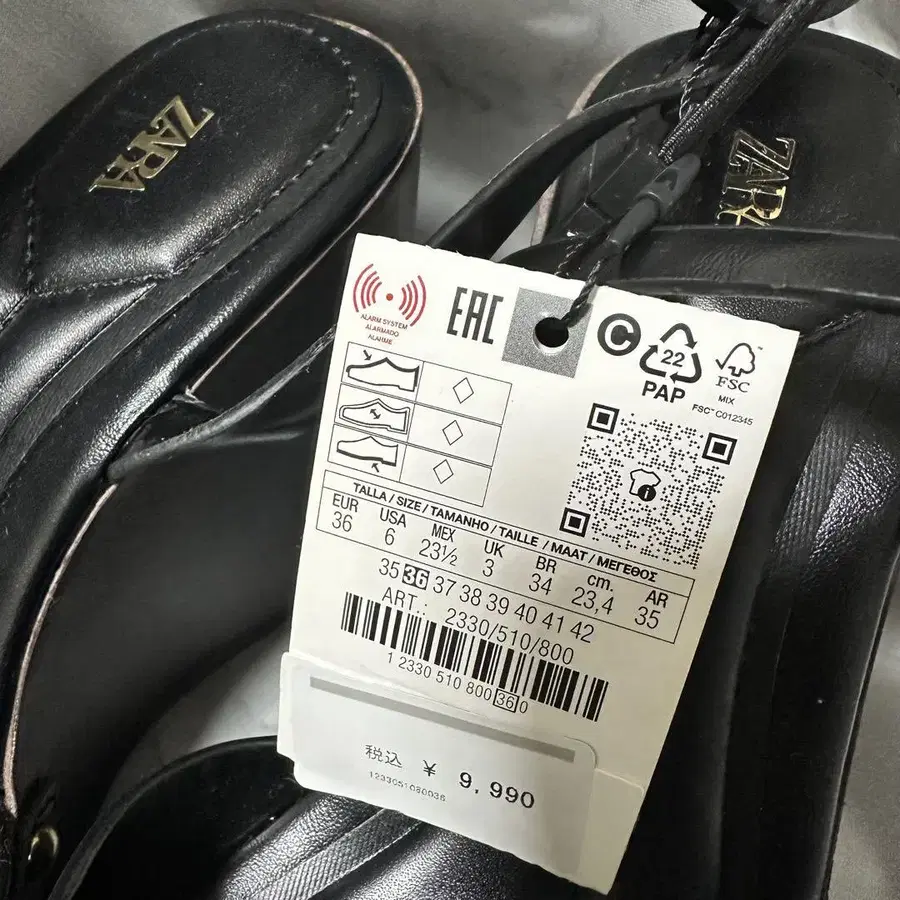 ZARA
ZARA
ALARM SYSTEM
ALARMADO
ALARME
EAC
C
22
PAP
FSC
MIX
FSC™ C012345
TALLA / SIZE / TAMANHO / TAILLE / MAAT / ΜΕΓΕΘΟΣ
EUR USA MEX UK BR cm. AR
36 6 23½ 3 34 23,4 35
35 36 37 38 39 40 41 42
ART.: 2330/510/800
1 2330 510 800 36 0
税込 ¥ 9,990
1233051080036